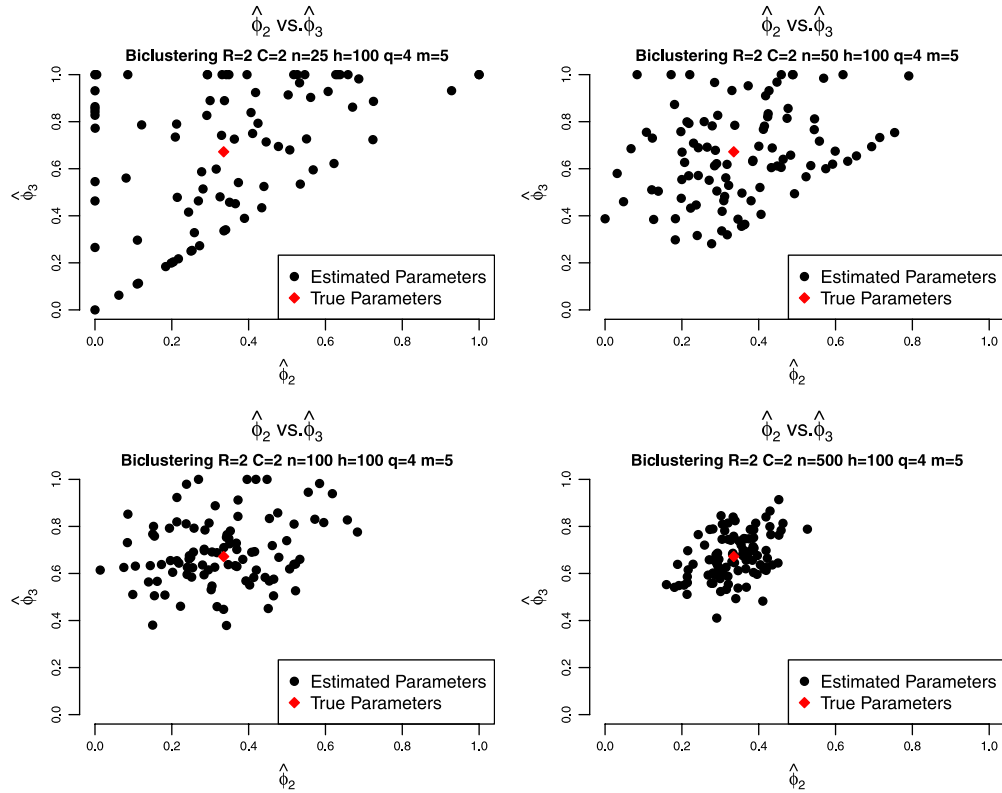 φ̂₂ vs.φ̂₃
Biclustering R=2 C=2 n=25 h=100 q=4 m=5
1.0
0.8
0.6
0.4
0.2
0.0
φ̂₃
Estimated Parameters
True Parameters
0.0 0.2 0.4 0.6 0.8 1.0
φ̂₂
φ̂₂ vs.φ̂₃
Biclustering R=2 C=2 n=50 h=100 q=4 m=5
1.0
0.8
0.6
0.4
0.2
0.0
φ̂₃
Estimated Parameters
True Parameters
0.0 0.2 0.4 0.6 0.8 1.0
φ̂₂
φ̂₂ vs.φ̂₃
Biclustering R=2 C=2 n=100 h=100 q=4 m=5
1.0
0.8
0.6
0.4
0.2
0.0
φ̂₃
Estimated Parameters
True Parameters
0.0 0.2 0.4 0.6 0.8 1.0
φ̂₂
φ̂₂ vs.φ̂₃
Biclustering R=2 C=2 n=500 h=100 q=4 m=5
1.0
0.8
0.6
0.4
0.2
0.0
φ̂₃
Estimated Parameters
True Parameters
0.0 0.2 0.4 0.6 0.8 1.0
φ̂₂